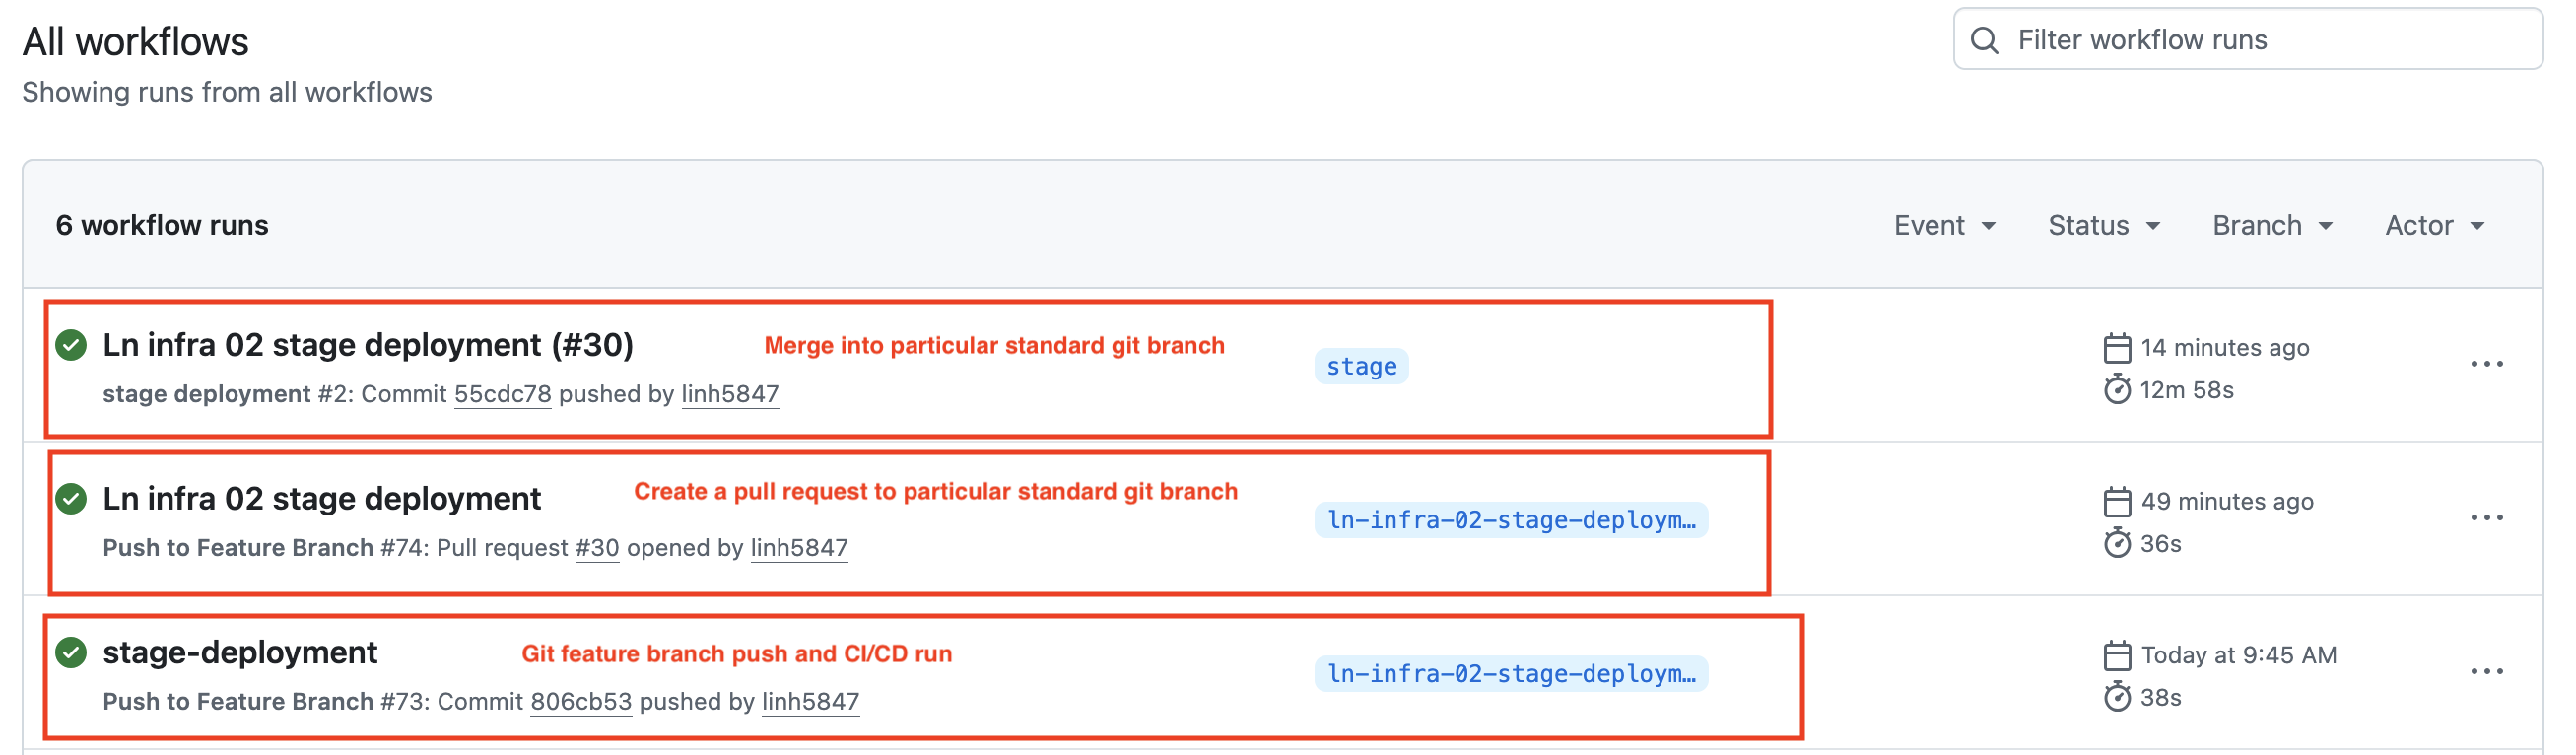 All workflows
Filter workflow runs
Showing runs from all workflows
6 workflow runs
Event
Status
Branch
Actor
Ln infra 02 stage deployment (#30)
Merge into particular standard git branch
stage
14 minutes ago
stage deployment #2: Commit 55cdc78 pushed by linh5847
12m 58s
Ln infra 02 stage deployment
Create a pull request to particular standard git branch
ln-infra-02-stage-deploym…
49 minutes ago
Push to Feature Branch #74: Pull request #30 opened by linh5847
36s
stage-deployment
Git feature branch push and CI/CD run
ln-infra-02-stage-deploym…
Today at 9:45 AM
Push to Feature Branch #73: Commit 806cb53 pushed by linh5847
38s